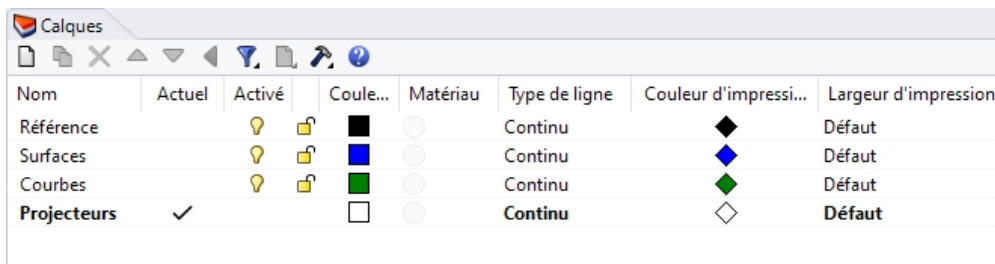 Calques
Nom Actuel Activé Coule... Matériau Type de ligne Couleur d'impressi... Largeur d'impression
Référence Continu Défaut
Surfaces Continu Défaut
Courbes Continu Défaut
Projecteurs Continu Défaut